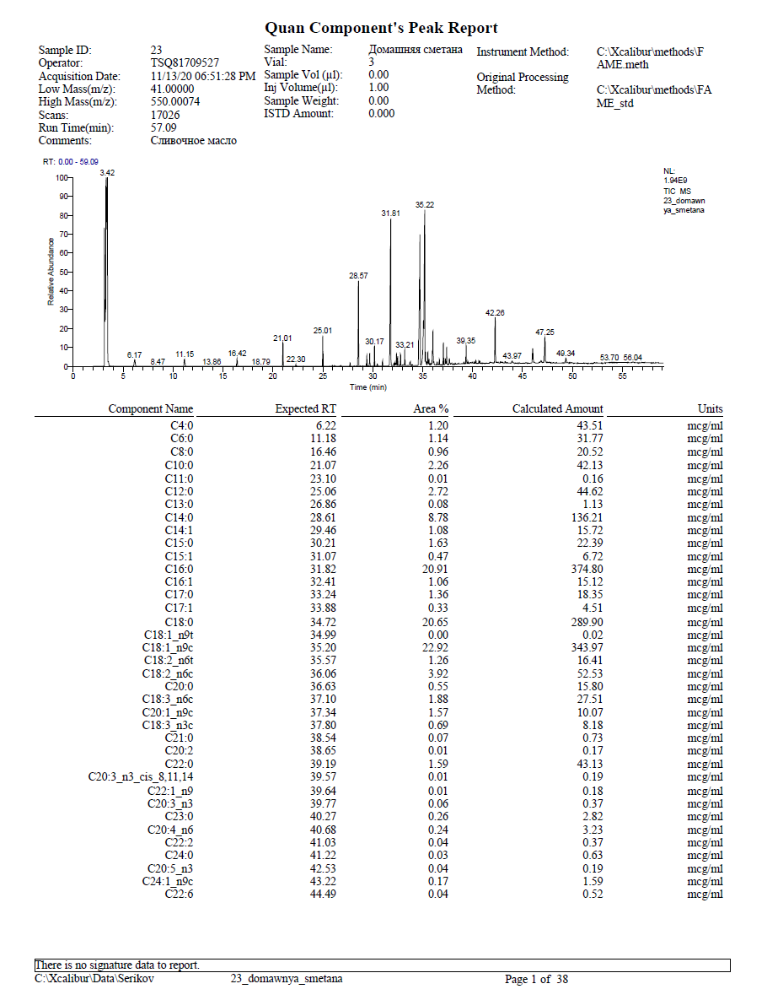 Quan Component's Peak Report
Sample ID: 23
Operator: TSQ81709527
Acquisition Date: 11/13/20 06:51:28 PM
Low Mass(m/z): 41.00000
High Mass(m/z): 550.00074
Scans: 17026
Run Time(min): 57.09
Comments: Сливочное масло
Sample Name: Домашняя сметана
Vial: 3
Sample Vol (µl): 0.00
Inj Volume(µl): 1.00
Sample Weight: 0.00
ISTD Amount: 0.000
Instrument Method: C:\Xcalibur\methods\F
AME.meth
Original Processing
Method: C:\Xcalibur\methods\FA
ME_std
RT: 0.00 - 59.09
NL:
1.94E9
TIC MS
23_domawn
ya_smetana
Relative Abundance
100
90
80
70
60
50
40
30
20
10
0
3.42
6.17
8.47
11.15
13.86
16.42
18.79
21.01
22.30
25.01
28.57
30.17
31.81
33.21
35.22
39.35
42.26
43.97
47.25
49.34
53.70
56.04
0 5 10 15 20 25 30 35 40 45 50 55
Time (min)
Component Name Expected RT Area % Calculated Amount Units
C4:0 6.22 1.20 43.51 mcg/ml
C6:0 11.18 1.14 31.77 mcg/ml
C8:0 16.46 0.96 20.52 mcg/ml
C10:0 21.07 2.26 42.13 mcg/ml
C11:0 23.10 0.01 0.16 mcg/ml
C12:0 25.06 2.72 44.62 mcg/ml
C13:0 26.86 0.08 1.13 mcg/ml
C14:0 28.61 8.78 136.21 mcg/ml
C14:1 29.46 1.08 15.72 mcg/ml
C15:0 30.21 1.63 22.39 mcg/ml
C15:1 31.07 0.47 6.72 mcg/ml
C16:0 31.82 20.91 374.80 mcg/ml
C16:1 32.41 1.06 15.12 mcg/ml
C17:0 33.24 1.36 18.35 mcg/ml
C17:1 33.88 0.33 4.51 mcg/ml
C18:0 34.72 20.65 289.90 mcg/ml
C18:1_n9t 34.99 0.00 0.02 mcg/ml
C18:1_n9c 35.20 22.92 343.97 mcg/ml
C18:2_n6t 35.57 1.26 16.41 mcg/ml
C18:2_n6c 36.06 3.92 52.53 mcg/ml
C20:0 36.63 0.55 15.80 mcg/ml
C18:3_n6c 37.10 1.88 27.51 mcg/ml
C20:1_n9c 37.34 1.57 10.07 mcg/ml
C18:3_n3c 37.80 0.69 8.18 mcg/ml
C21:0 38.54 0.07 0.73 mcg/ml
C20:2 38.65 0.01 0.17 mcg/ml
C22:0 39.19 1.59 43.13 mcg/ml
C20:3_n3_cis_8,11,14 39.57 0.01 0.19 mcg/ml
C22:1_n9 39.64 0.01 0.18 mcg/ml
C20:3_n3 39.77 0.06 0.37 mcg/ml
C23:0 40.27 0.26 2.82 mcg/ml
C20:4_n6 40.68 0.24 3.23 mcg/ml
C22:2 41.03 0.04 0.37 mcg/ml
C24:0 41.22 0.03 0.63 mcg/ml
C20:5_n3 42.53 0.04 0.19 mcg/ml
C24:1_n9c 43.22 0.17 1.59 mcg/ml
C22:6 44.49 0.04 0.52 mcg/ml
There is no signature data to report.
C:\Xcalibur\Data\Serikov 23_domawnya_smetana Page 1 of 38